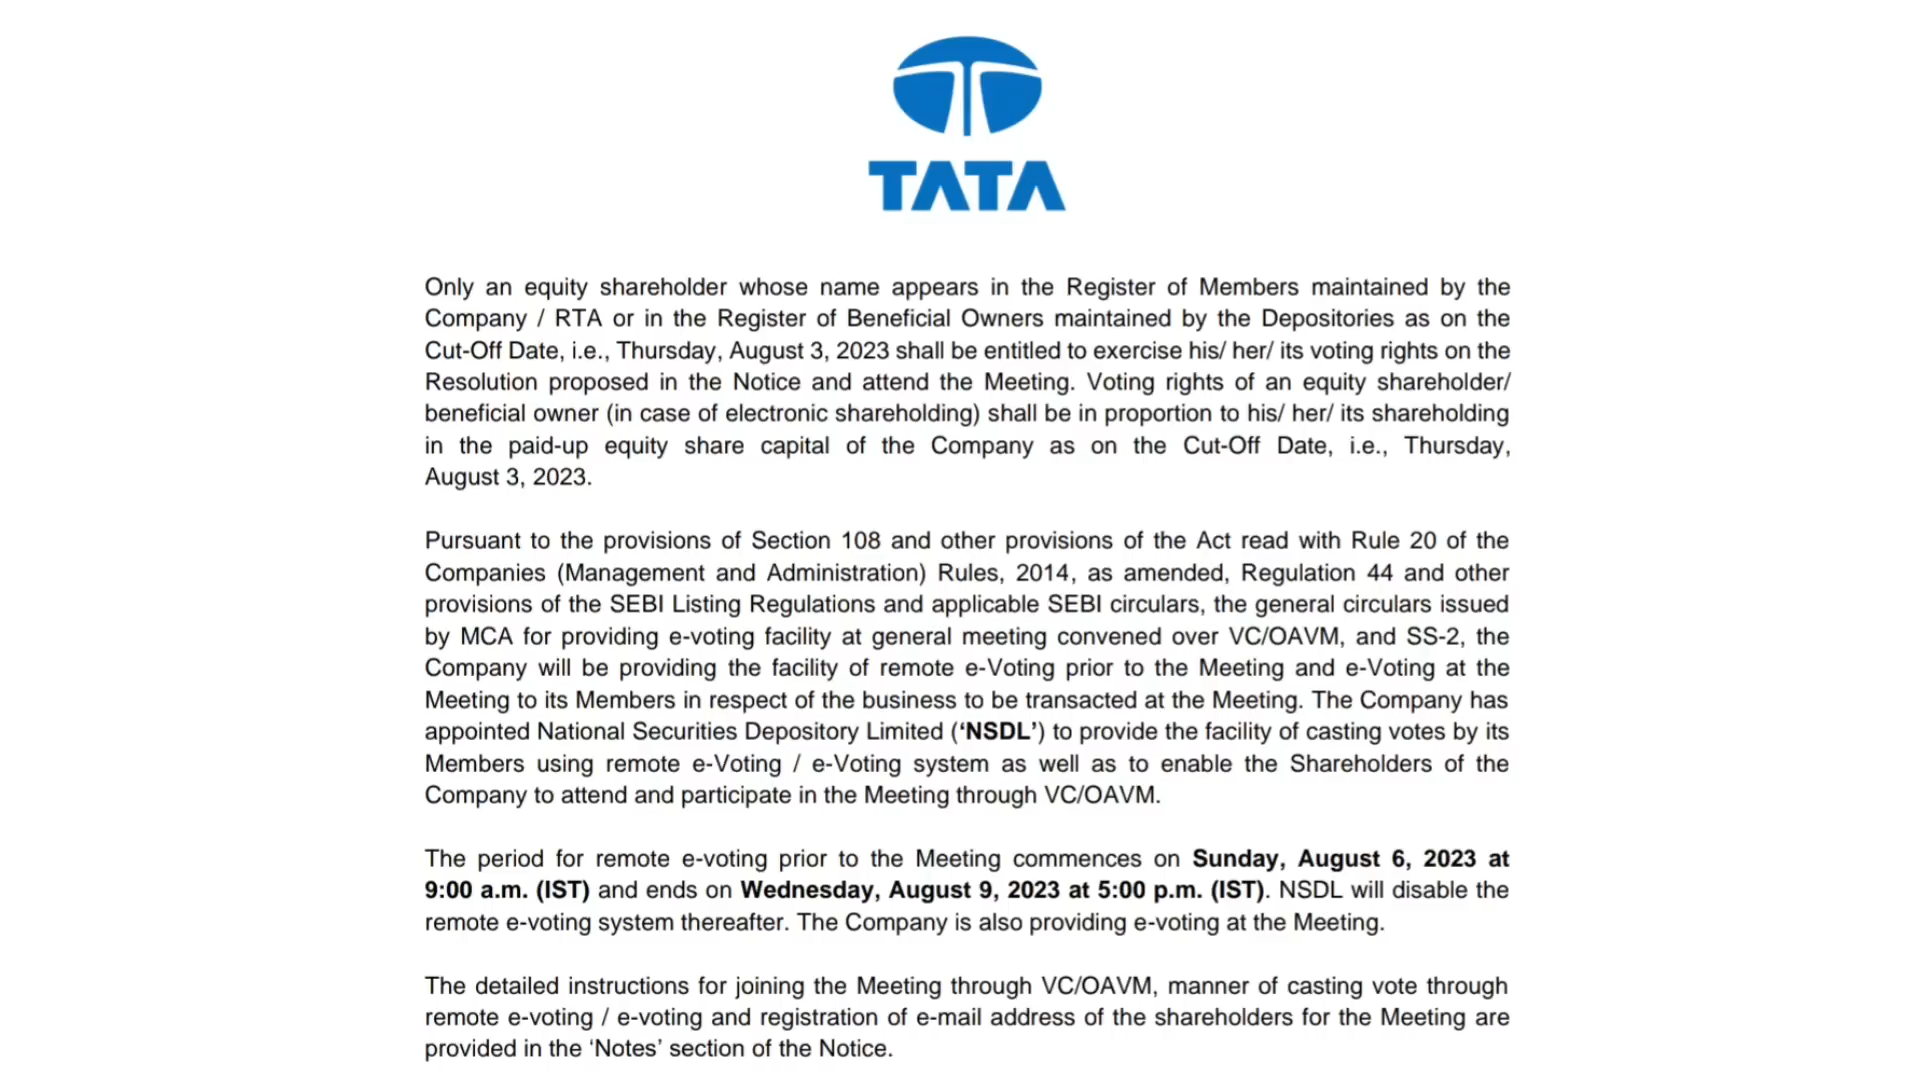 TATA
Only an equity shareholder whose name appears in the Register of Members maintained by the
Company / RTA or in the Register of Beneficial Owners maintained by the Depositories as on the
Cut-Off Date, i.e., Thursday, August 3, 2023 shall be entitled to exercise his/ her/ its voting rights on the
Resolution proposed in the Notice and attend the Meeting. Voting rights of an equity shareholder/
beneficial owner (in case of electronic shareholding) shall be in proportion to his/ her/ its shareholding
in the paid-up equity share capital of the Company as on the Cut-Off Date, i.e., Thursday,
August 3, 2023.
Pursuant to the provisions of Section 108 and other provisions of the Act read with Rule 20 of the
Companies (Management and Administration) Rules, 2014, as amended, Regulation 44 and other
provisions of the SEBI Listing Regulations and applicable SEBI circulars, the general circulars issued
by MCA for providing e-voting facility at general meeting convened over VC/OAVM, and SS-2, the
Company will be providing the facility of remote e-Voting prior to the Meeting and e-Voting at the
Meeting to its Members in respect of the business to be transacted at the Meeting. The Company has
appointed National Securities Depository Limited (‘NSDL’) to provide the facility of casting votes by its
Members using remote e-Voting / e-Voting system as well as to enable the Shareholders of the
Company to attend and participate in the Meeting through VC/OAVM.
The period for remote e-voting prior to the Meeting commences on Sunday, August 6, 2023 at
9:00 a.m. (IST) and ends on Wednesday, August 9, 2023 at 5:00 p.m. (IST). NSDL will disable the
remote e-voting system thereafter. The Company is also providing e-voting at the Meeting.
The detailed instructions for joining the Meeting through VC/OAVM, manner of casting vote through
remote e-voting / e-voting and registration of e-mail address of the shareholders for the Meeting are
provided in the ‘Notes’ section of the Notice.